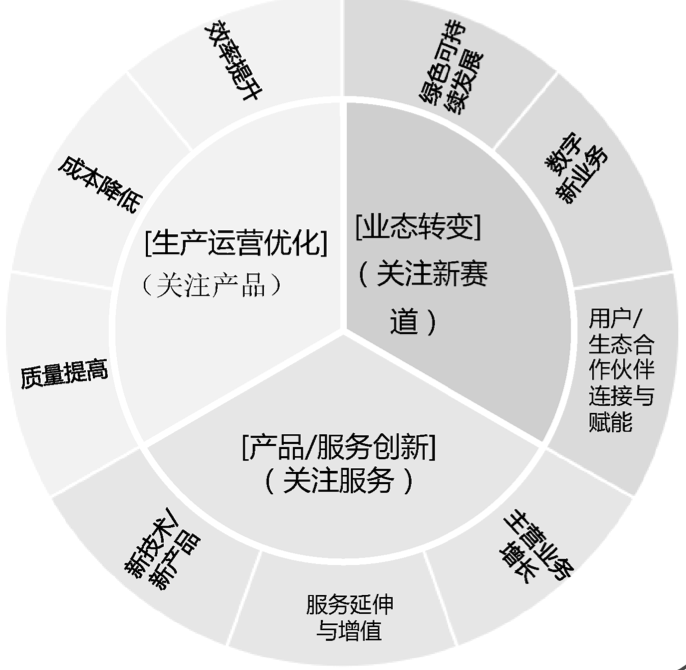 效率提升
成本降低
质量提高
[生产运营优化]
（关注产品）
绿色可持
续发展
数字
新业务
用户/
生态合
作伙伴
连接与
赋能
[业态转变]
（关注新赛
道）
[产品/服务创新]
（关注服务）
新技术/
新产品
服务延伸
与增值
主营业务
增长